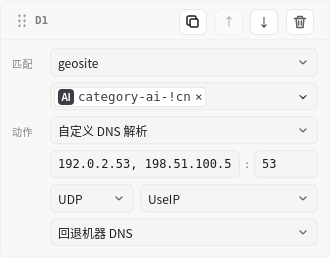 D1
匹配 geosite
AI category-ai-!cn ×
动作 自定义 DNS 解析
192.0.2.53, 198.51.100.5 : 53
UDP UseIP
回退机器 DNS